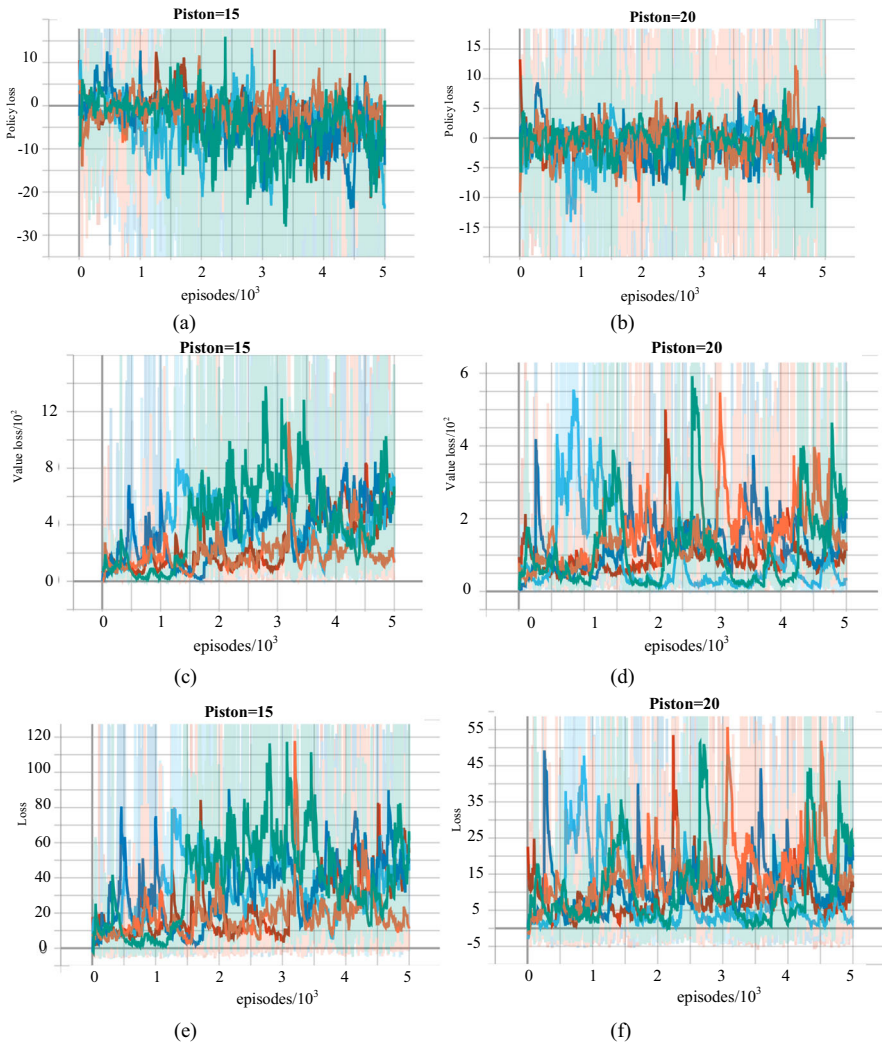 Piston=15
Policy loss
10
0
-10
-20
-30
0 1 2 3 4 5
episodes/10³
(a)
Piston=20
Policy loss
15
10
5
0
-5
-10
-15
0 1 2 3 4 5
episodes/10³
(b)
Piston=15
Value loss/10²
12
8
4
0
0 1 2 3 4 5
episodes/10³
(c)
Piston=20
Value loss/10²
6
4
2
0
0 1 2 3 4 5
episodes/10³
(d)
Piston=15
Loss
120
100
80
60
40
20
0
0 1 2 3 4 5
episodes/10³
(e)
Piston=20
Loss
55
45
35
25
15
5
-5
0 1 2 3 4 5
episodes/10³
(f)